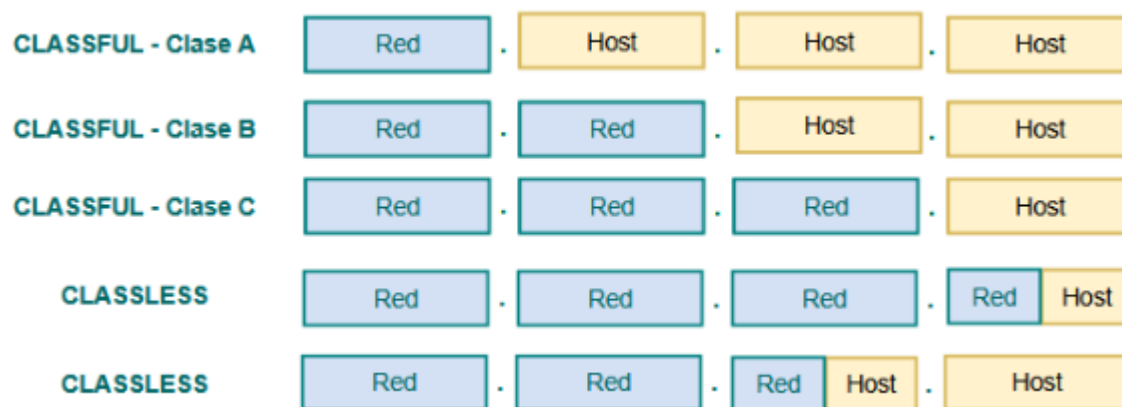 CLASSFUL - Clase A Red . Host . Host . Host
CLASSFUL - Clase B Red . Red . Host . Host
CLASSFUL - Clase C Red . Red . Red . Host
CLASSLESS Red . Red . Red . Red Host
CLASSLESS Red . Red . Red Host . Host